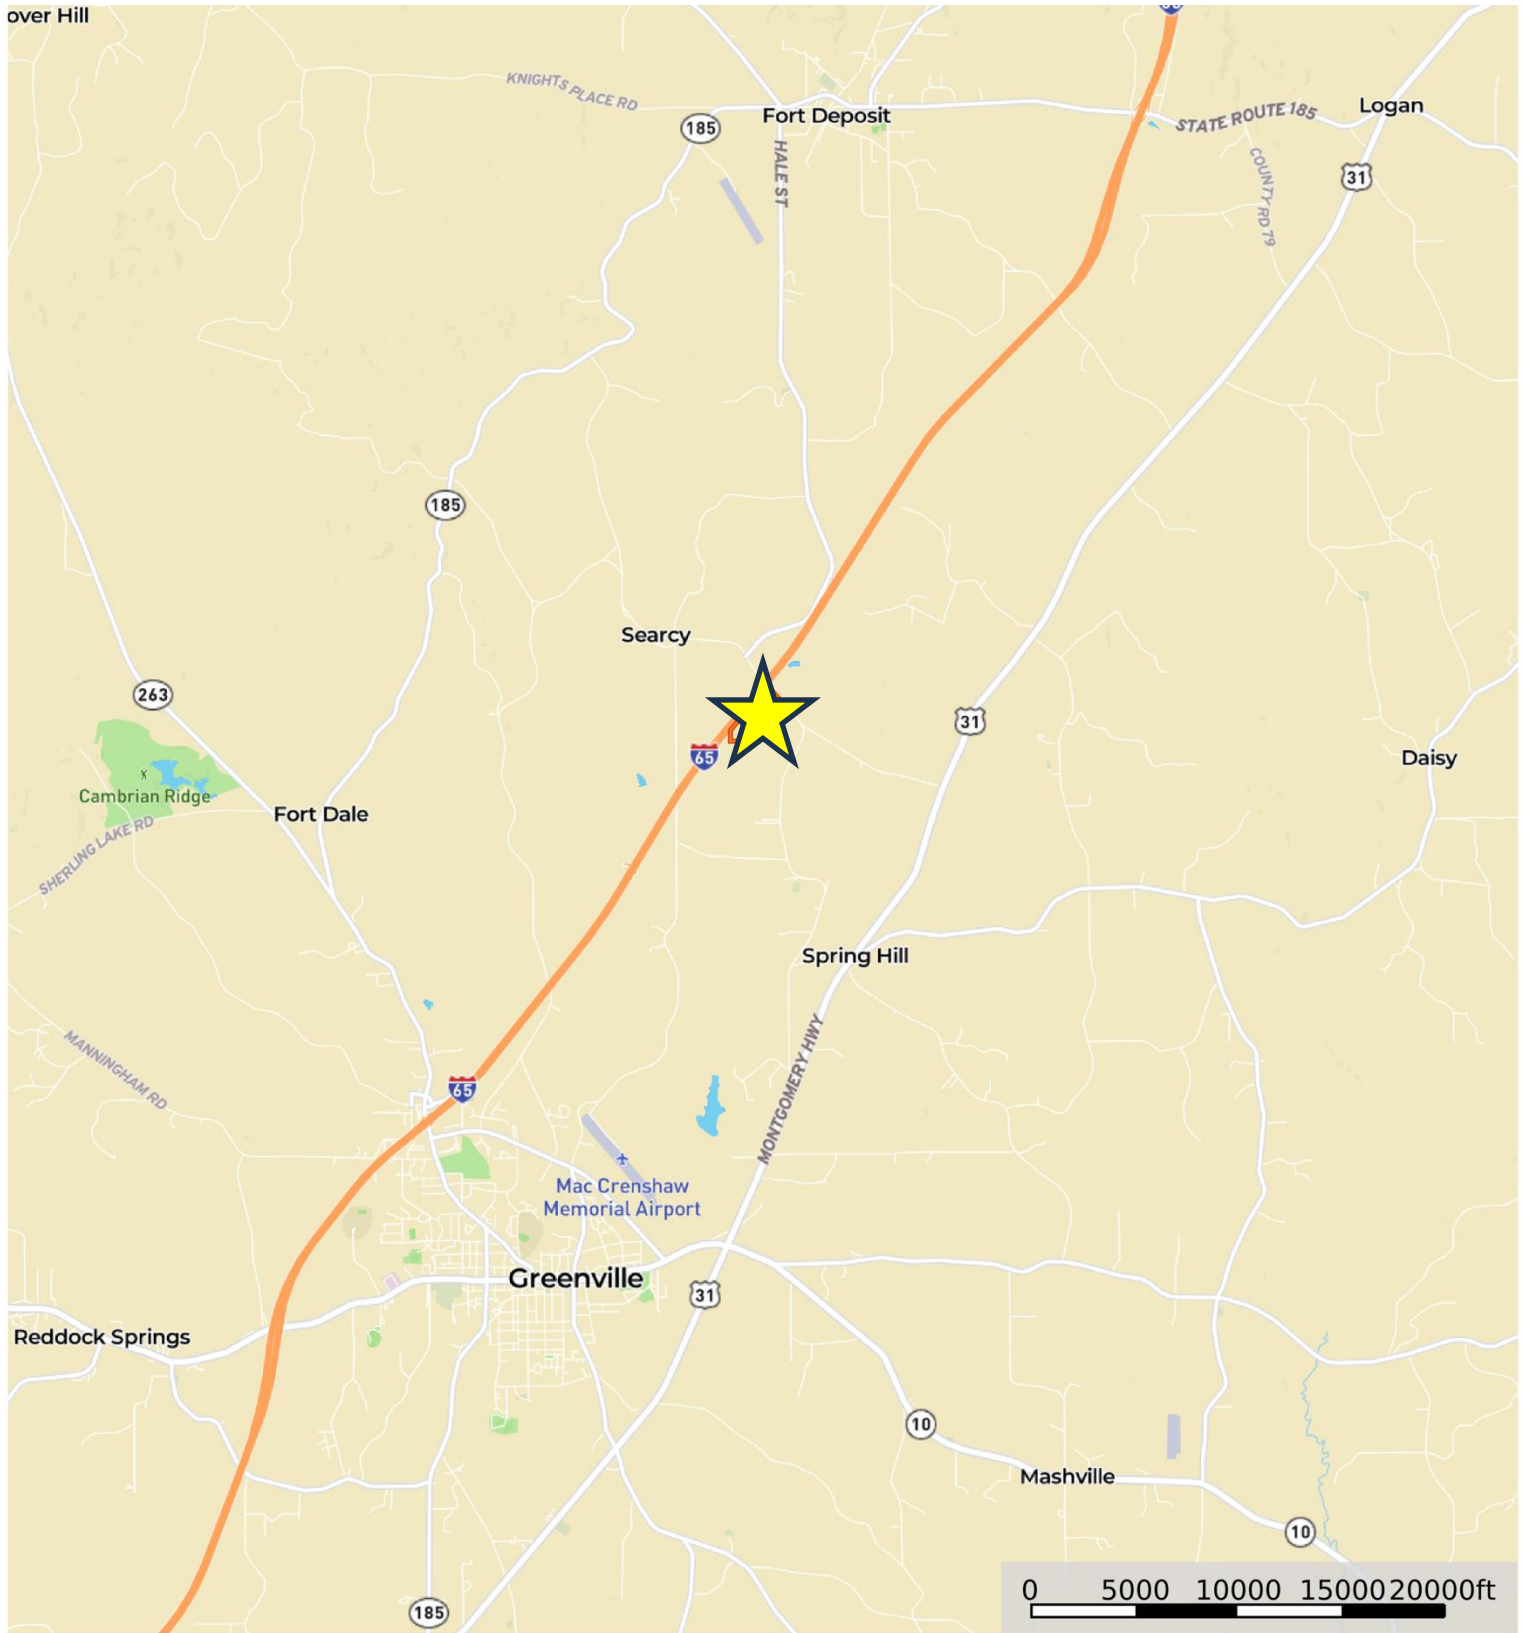 over Hill
KNIGHTS PLACE RD
Fort Deposit
185
STATE ROUTE 185
Logan
HALE ST
COUNTY RD 79
31
185
Searcy
263
31
65
Daisy
Cambrian Ridge
Fort Dale
SHERLING LAKE RD
Spring Hill
MANNINGHAM RD
MONTGOMERY HWY
65
Mac Crenshaw
Memorial Airport
Greenville
31
Reddock Springs
10
Mashville
10
185
0 5000 10000 15000 20000ft